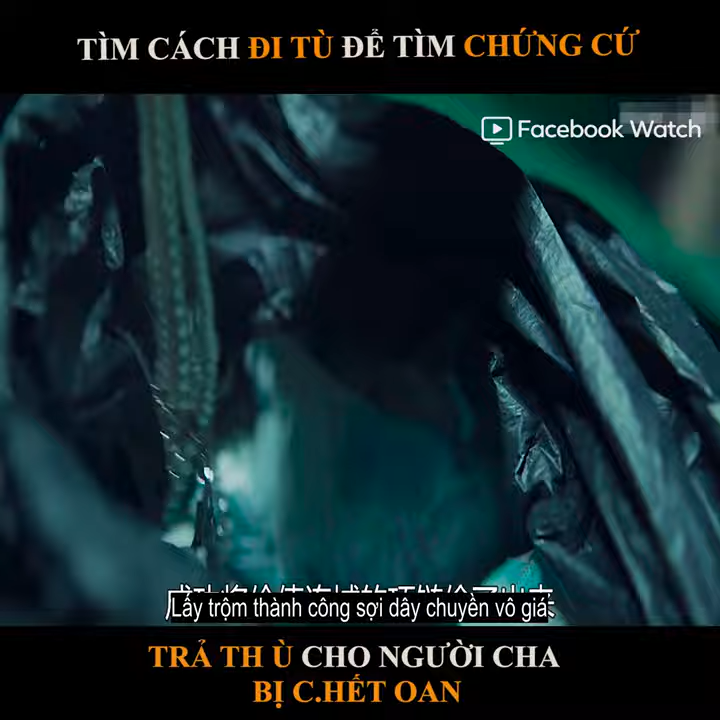 TÌM CÁCH ĐI TÙ ĐỂ TÌM CHỨNG CỨ
Facebook Watch
Lấy trộm thành công sợi dây chuyền vô giá
TRẢ TH Ù CHO NGƯỜI CHA
BỊ C.HẾT OAN